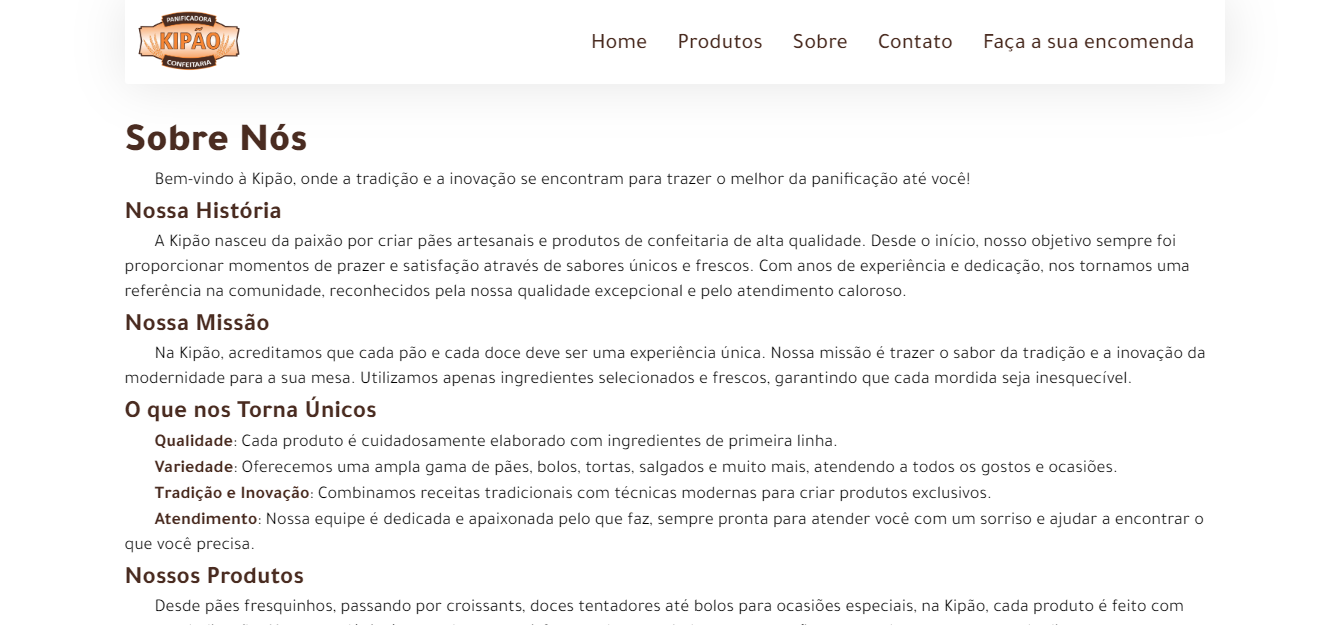 PANIFICADORA
KIPÃO
CONFEITARIA
Home Produtos Sobre Contato Faça a sua encomenda
Sobre Nós
Bem-vindo à Kipão, onde a tradição e a inovação se encontram para trazer o melhor da panificação até você!
Nossa História
A Kipão nasceu da paixão por criar pães artesanais e produtos de confeitaria de alta qualidade. Desde o início, nosso objetivo sempre foi
proporcionar momentos de prazer e satisfação através de sabores únicos e frescos. Com anos de experiência e dedicação, nos tornamos uma
referência na comunidade, reconhecidos pela nossa qualidade excepcional e pelo atendimento caloroso.
Nossa Missão
Na Kipão, acreditamos que cada pão e cada doce deve ser uma experiência única. Nossa missão é trazer o sabor da tradição e a inovação da
modernidade para a sua mesa. Utilizamos apenas ingredientes selecionados e frescos, garantindo que cada mordida seja inesquecível.
O que nos Torna Únicos
Qualidade: Cada produto é cuidadosamente elaborado com ingredientes de primeira linha.
Variedade: Oferecemos uma ampla gama de pães, bolos, tortas, salgados e muito mais, atendendo a todos os gostos e ocasiões.
Tradição e Inovação: Combinamos receitas tradicionais com técnicas modernas para criar produtos exclusivos.
Atendimento: Nossa equipe é dedicada e apaixonada pelo que faz, sempre pronta para atender você com um sorriso e ajudar a encontrar o
que você precisa.
Nossos Produtos
Desde pães fresquinhos, passando por croissants, doces tentadores até bolos para ocasiões especiais, na Kipão, cada produto é feito com